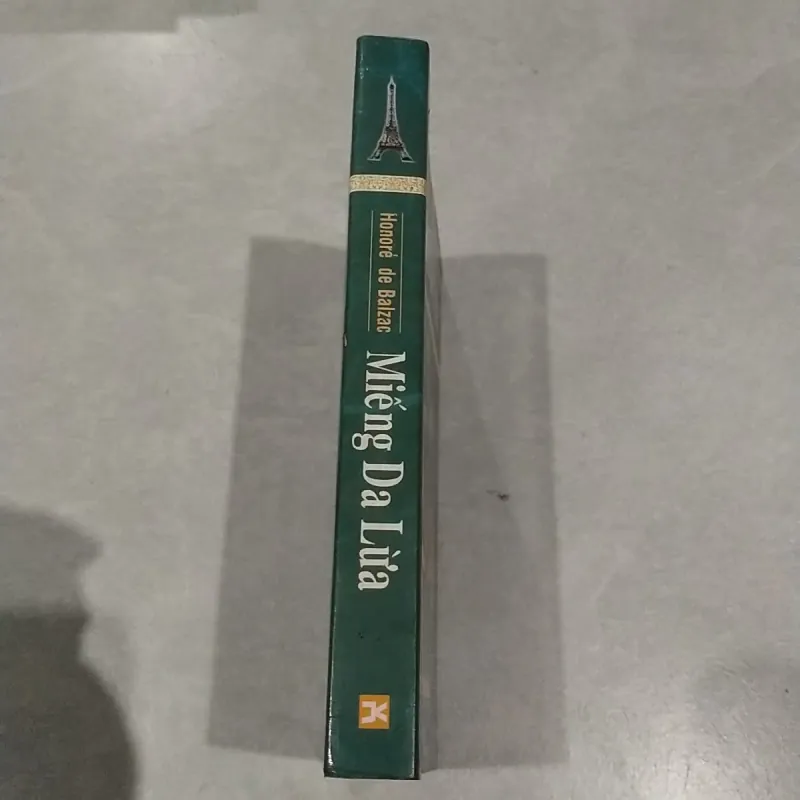 Honoré de Balzac
Miếng Da Lừa